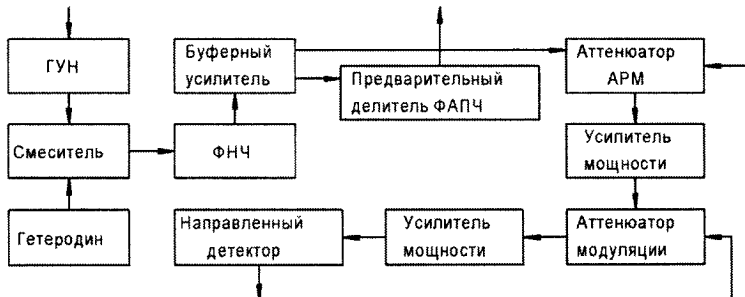 ГУН
Буферный
усилитель
Предварительный
делитель ФАПЧ
Аттенюатор
АРМ
Смеситель
ФНЧ
Усилитель
мощности
Гетеродин
Направленный
детектор
Усилитель
мощности
Аттенюатор
модуляции